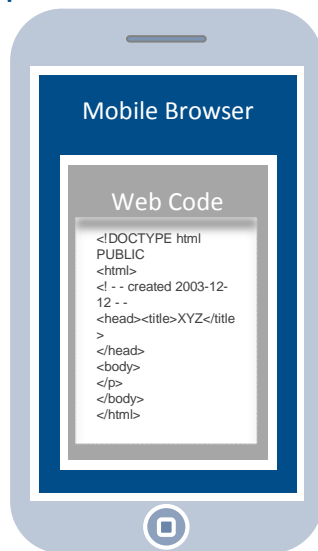 Mobile Browser
Web Code
<!DOCTYPE html
PUBLIC
<html>
<! - - created 2003-12-
12 - -
<head><title>XYZ</title
>
</head>
<body>
</p>
</body>
</html>